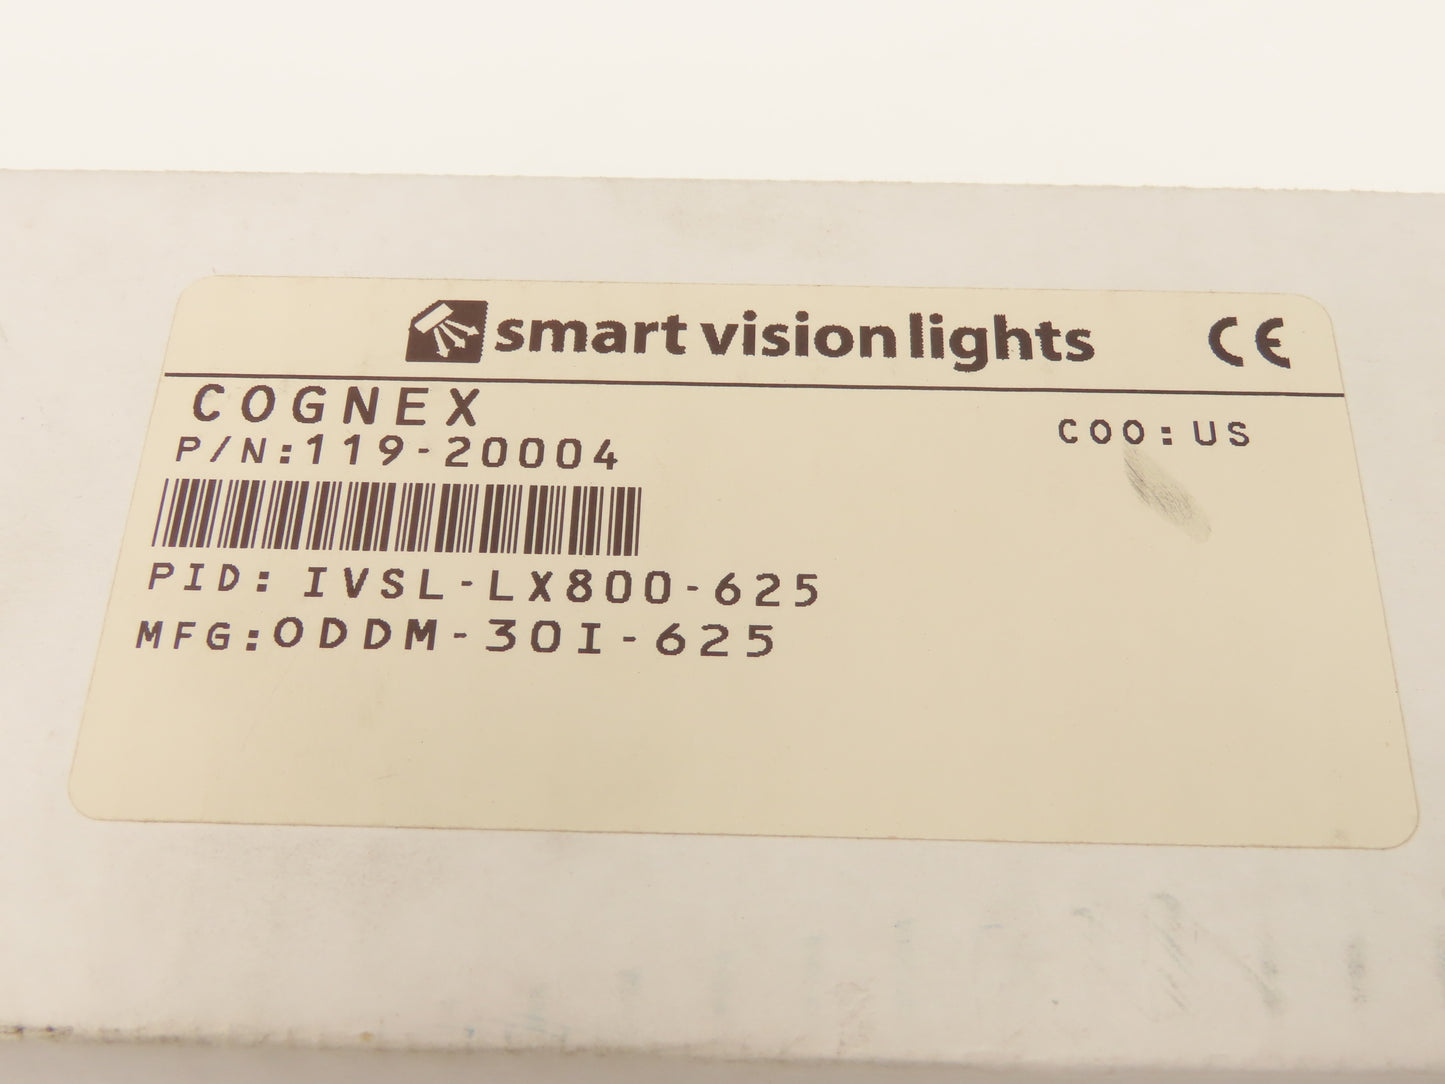 smart vision lights CE
COGNEX
COO:US
P/N:119-20004
PID: IVSL-LX800-625
MFG:ODDM-30I-625